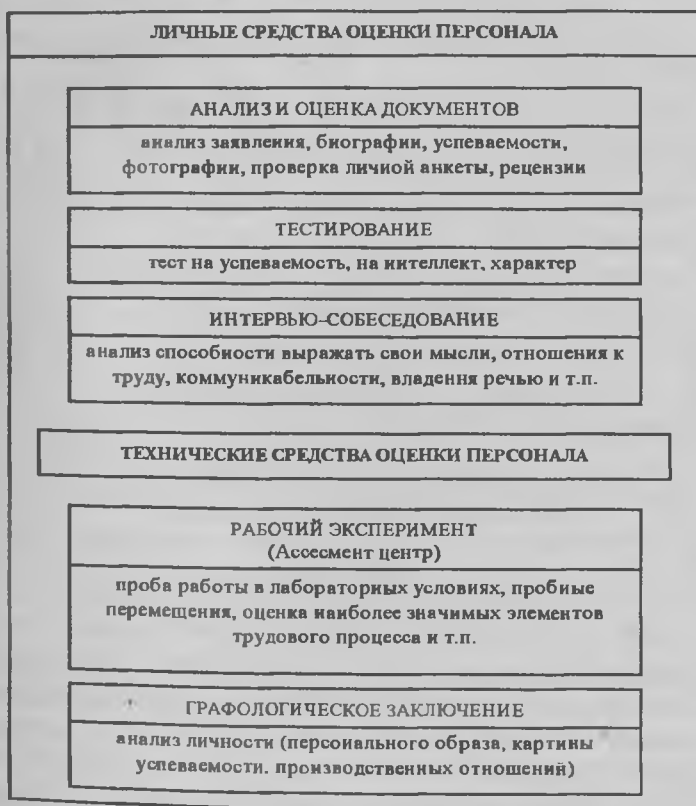 ЛИЧНЫЕ СРЕДСТВА ОЦЕНКИ ПЕРСОНАЛА
АНАЛИЗ И ОЦЕНКА ДОКУМЕНТОВ
анализ заявления, биографии, успеваемости,
фотографии, проверка личной анкеты, рецензии
ТЕСТИРОВАНИЕ
тест на успеваемость, на интеллект, характер
ИНТЕРВЬЮ-СОБЕСЕДОВАНИЕ
анализ способности выражать свои мысли, отношения к
труду, коммуникабельности, владения речью и т.п.
ТЕХНИЧЕСКИЕ СРЕДСТВА ОЦЕНКИ ПЕРСОНАЛА
РАБОЧИЙ ЭКСПЕРИМЕНТ
(Ассесмент центр)
проба работы в лабораторных условиях, пробные
перемещения, оценка наиболее значимых элементов
трудового процесса и т.п.
ГРАФОЛОГИЧЕСКОЕ ЗАКЛЮЧЕНИЕ
анализ личности (персонального образа, картины
успеваемости. производственных отношений)